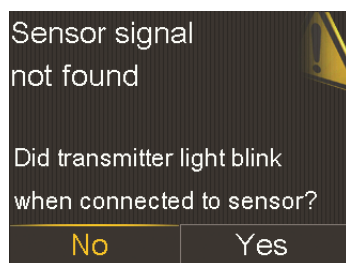 Sensor signal
not found
Did transmitter light blink
when connected to sensor?
No
Yes